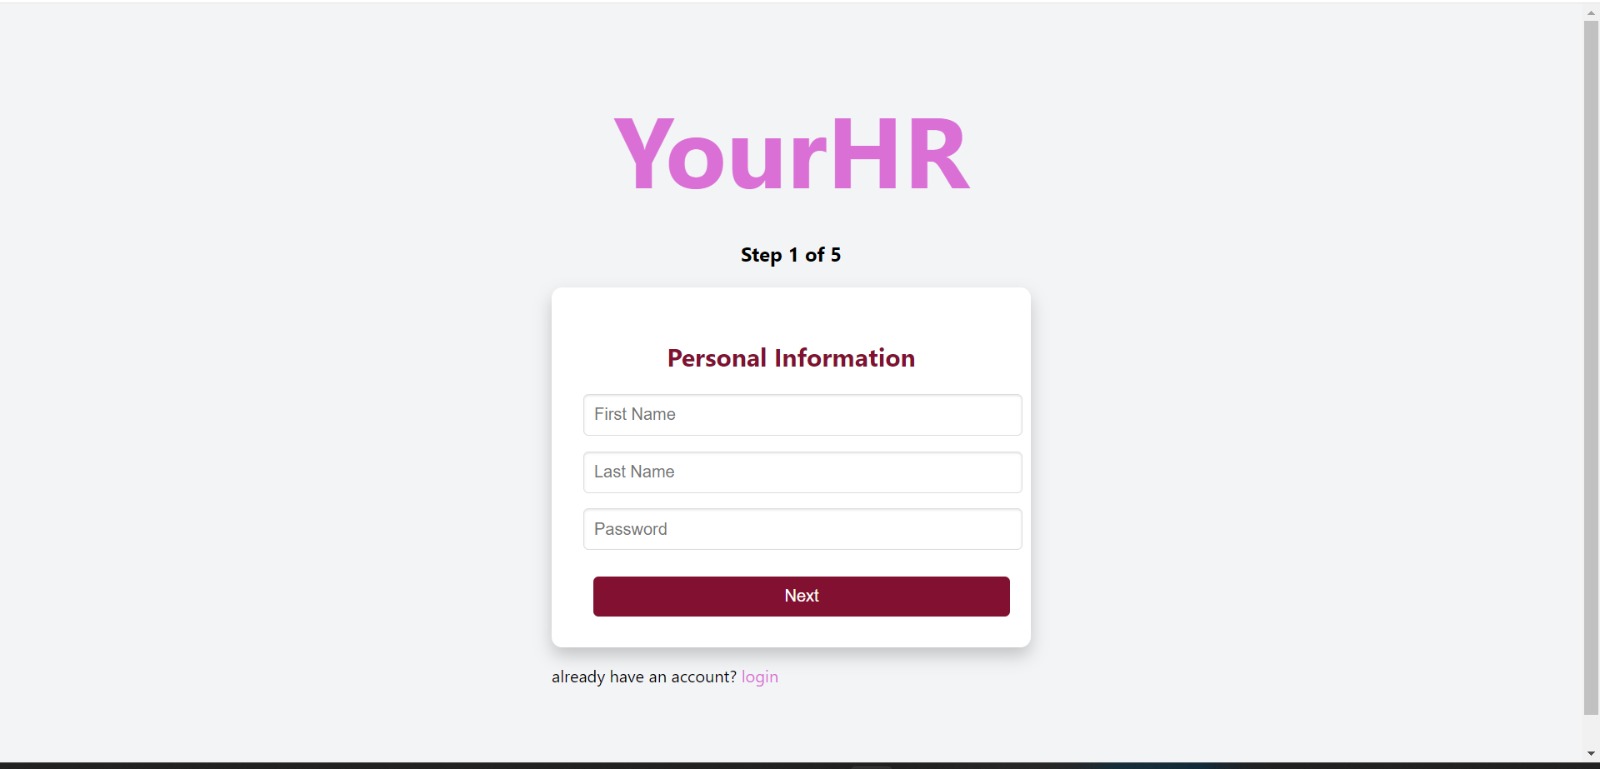 YourHR
Step 1 of 5
Personal Information
First Name
Last Name
Password
Next
already have an account? login